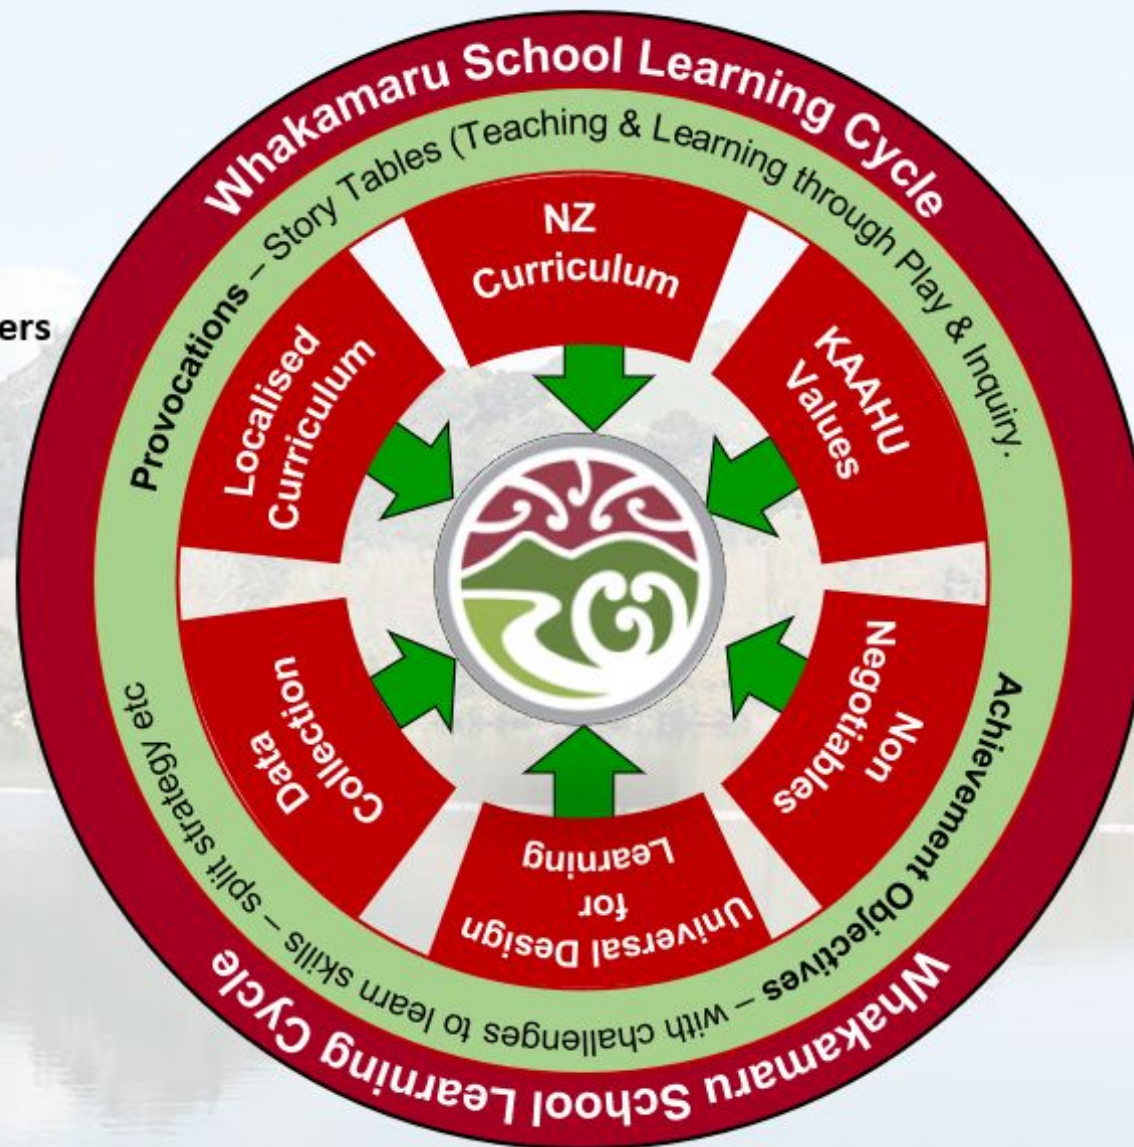 Whakamaru School Learning Cycle
Provocations – Story Tables (Teaching & Learning through Play & Inquiry.
NZ
Curriculum
KAAHU
Values
Non
Negotiables
Universal Design
for
Learning
Data
Collection
Localised
Curriculum
Achievement Objectives – with challenges to learn skills – split strategy etc
Whakamaru School Learning Cycle